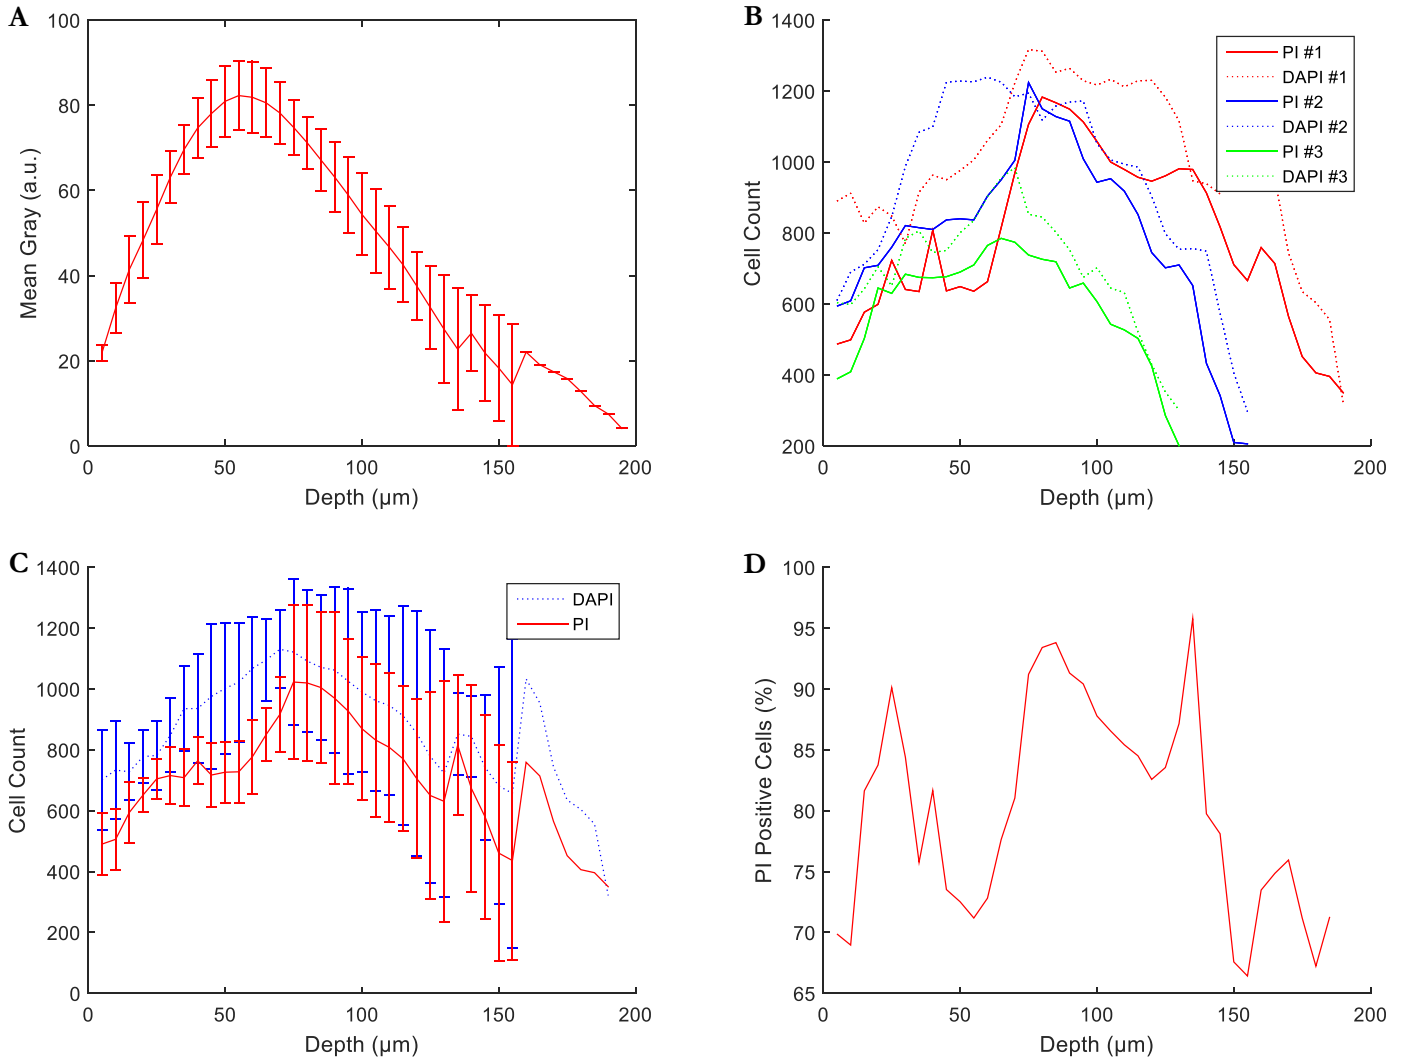 A
100
80
60
40
20
0
Mean Gray (a.u.)
0 50 100 150 200
Depth (µm)
B
1400
1200
1000
800
600
400
200
Cell Count
0 50 100 150 200
Depth (µm)
PI #1
DAPI #1
PI #2
DAPI #2
PI #3
DAPI #3
C
1400
1200
1000
800
600
400
200
0
Cell Count
0 50 100 150 200
Depth (µm)
DAPI
PI
D
100
95
90
85
80
75
70
65
PI Positive Cells (%)
0 50 100 150 200
Depth (µm)